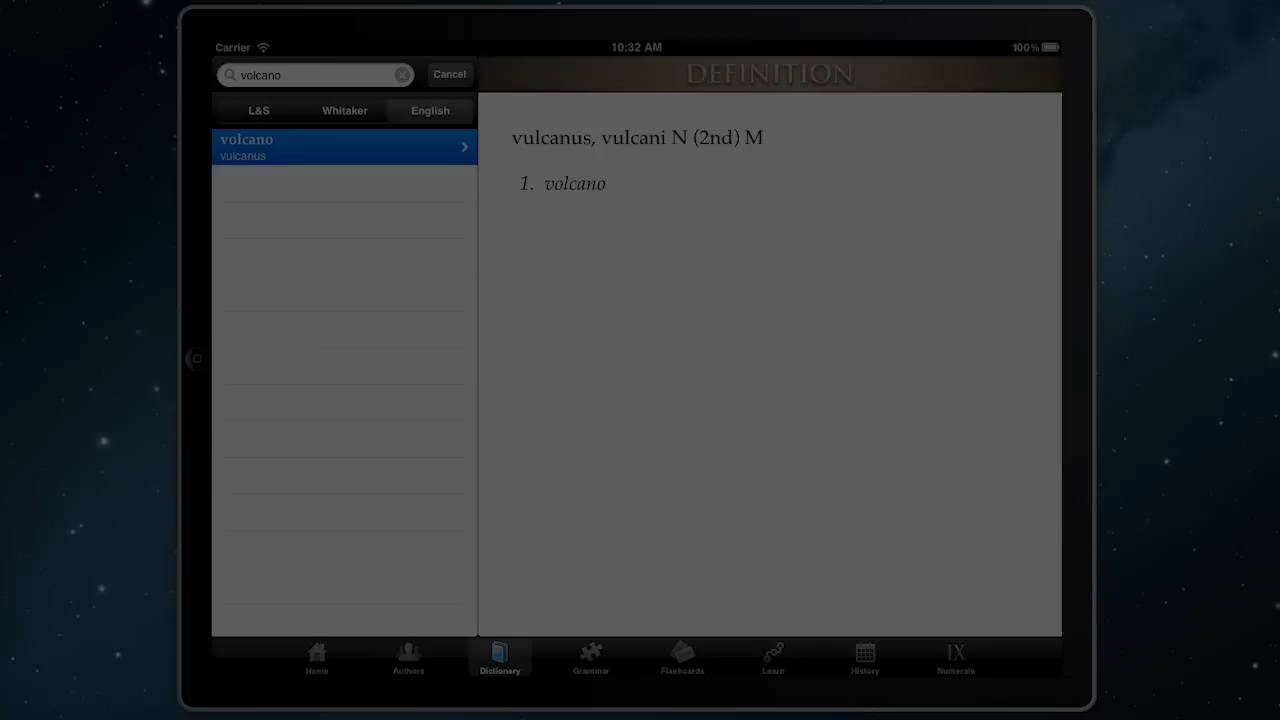 Carrier
10:32 AM
100%
volcano
Cancel
DEFINITION
L&S
Whitaker
English
volcano
vulcanus
vulcanus, vulcani N (2nd) M
1. volcano
Home
Authors
Dictionary
Grammar
Flashcards
Learn
History
IX
Numerals